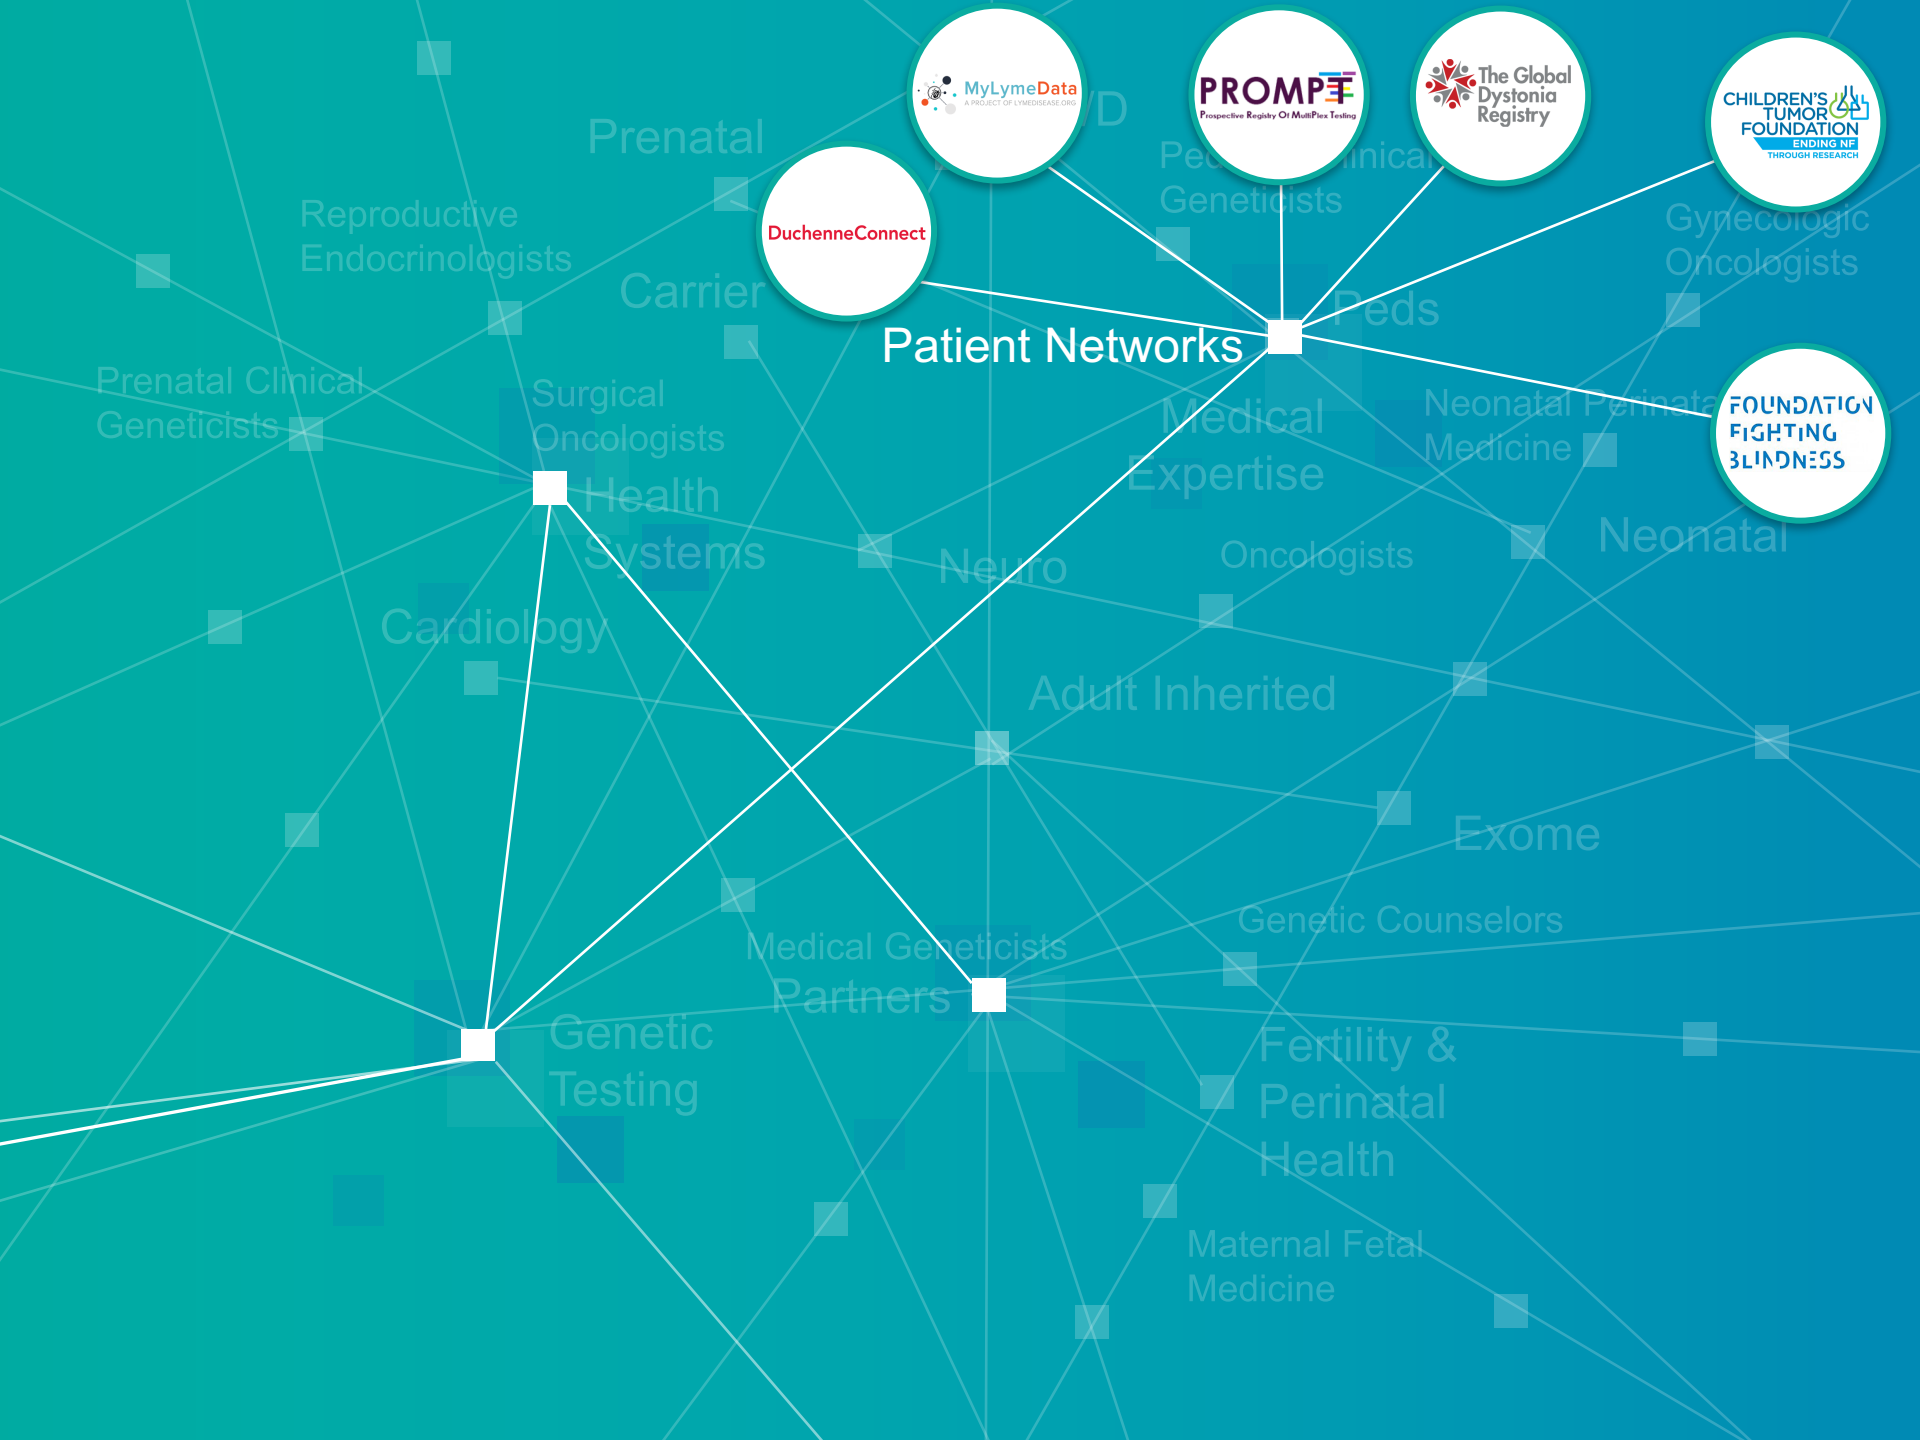 MyLymeData
A PROJECT OF LYMEDISEASE.ORG
PROMPT
Prospective Registry Of MultiPlex Testing
The Global
Dystonia
Registry
CHILDREN'S
TUMOR
FOUNDATION
ENDING NF
THROUGH RESEARCH
DuchenneConnect
Prenatal
Geneticists
Reproductive
Endocrinologists
Gynecologic
Oncologists
Carrier
Peds
Patient Networks
Prenatal Clinical
Geneticists
Surgical
Oncologists
Medical
Expertise
Neonatal
Medicine
FOUNDATION
FIGHTING
BLINDNESS
Health
Systems
Neuro
Oncologists
Neonatal
Cardiology
Adult Inherited
Exome
Genetic Counselors
Medical Geneticists
Partners
Genetic
Testing
Fertility &
Perinatal
Health
Maternal Fetal
Medicine